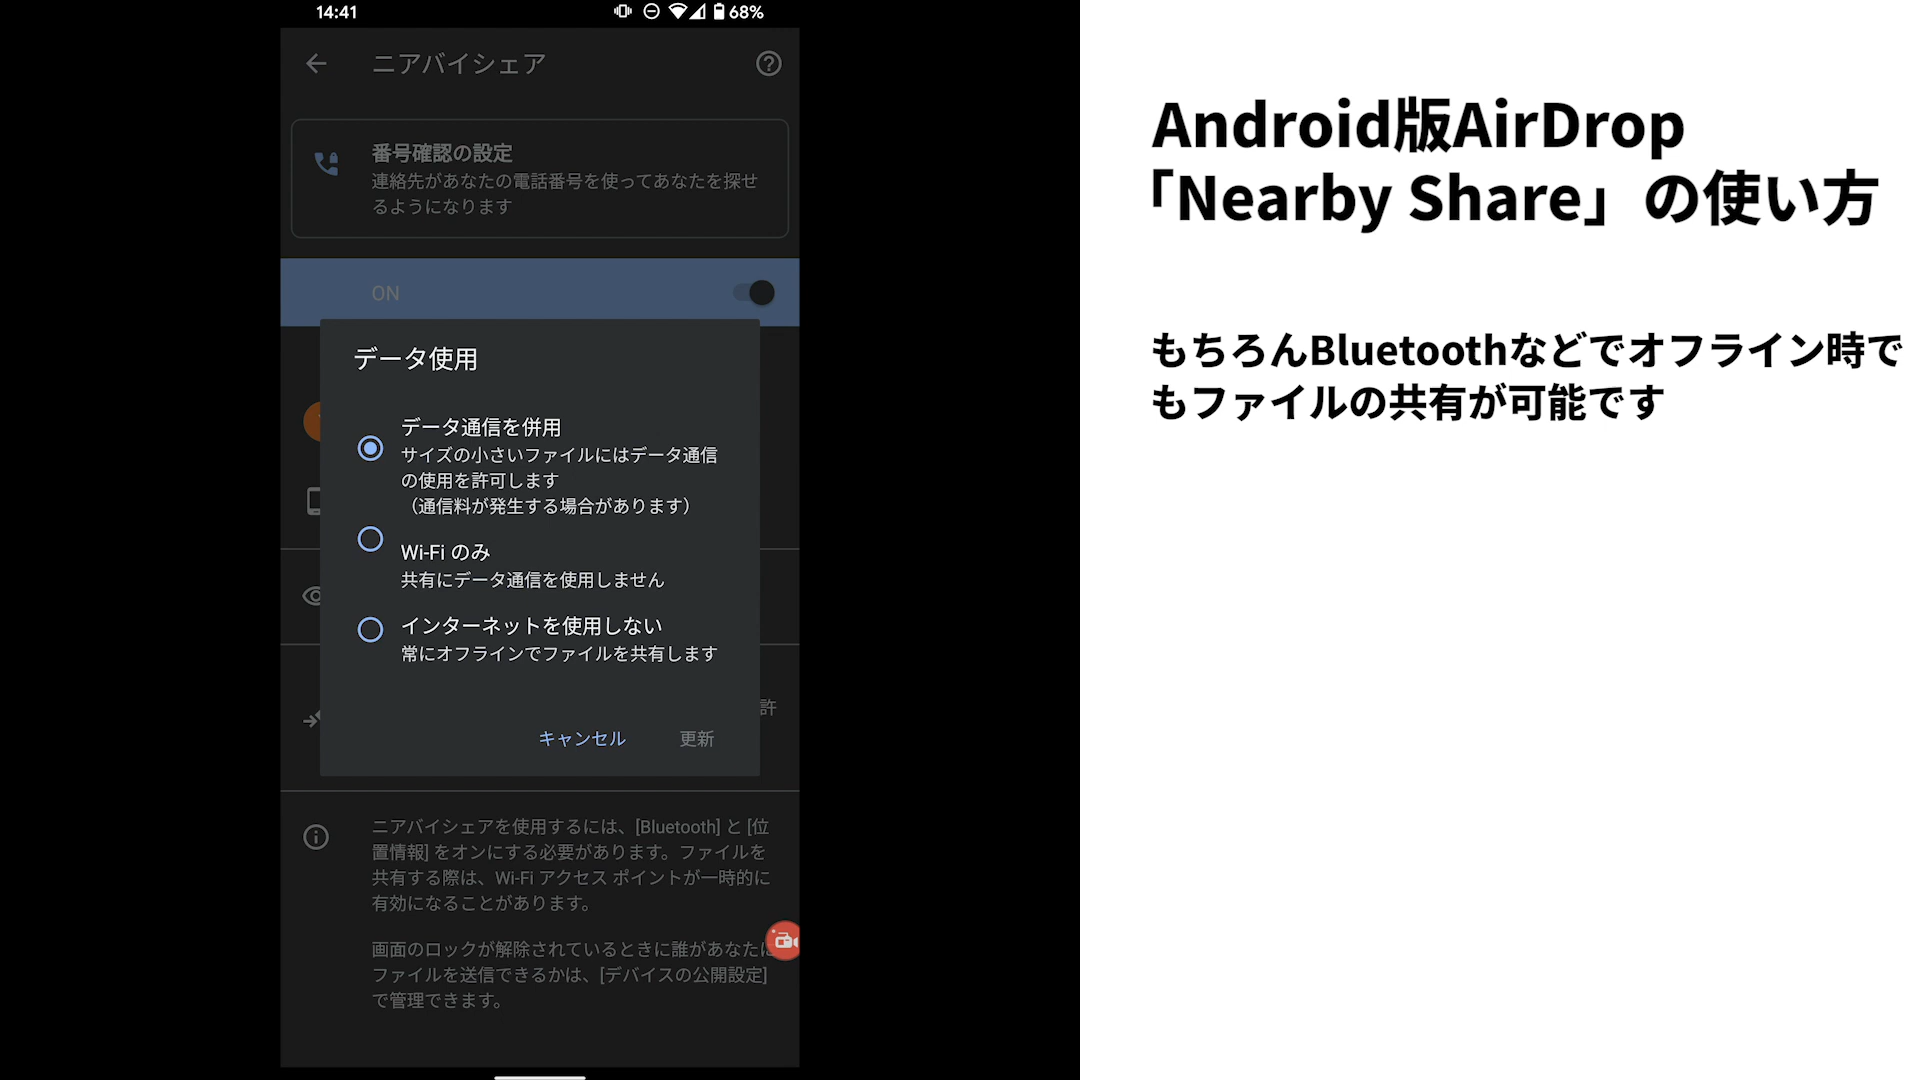 14:41
68%
ニアバイシェア
番号確認の設定
連絡先があなたの電話番号を使ってあなたを探せ
るようになります
ON
データ使用
データ通信を併用
サイズの小さいファイルにはデータ通信
の使用を許可します
（通信料が発生する場合があります）
Wi-Fi のみ
共有にデータ通信を使用しません
インターネットを使用しない
常にオフラインでファイルを共有します
許
キャンセル
更新
ニアバイシェアを使用するには、[Bluetooth] と [位
置情報] をオンにする必要があります。ファイルを
共有する際は、Wi-Fi アクセス ポイントが一時的に
有効になることがあります。
画面のロックが解除されているときに誰があなたに
ファイルを送信できるかは、[デバイスの公開設定]
で管理できます。
Android版AirDrop
「Nearby Share」の使い方
もちろんBluetoothなどでオフライン時で
もファイルの共有が可能です